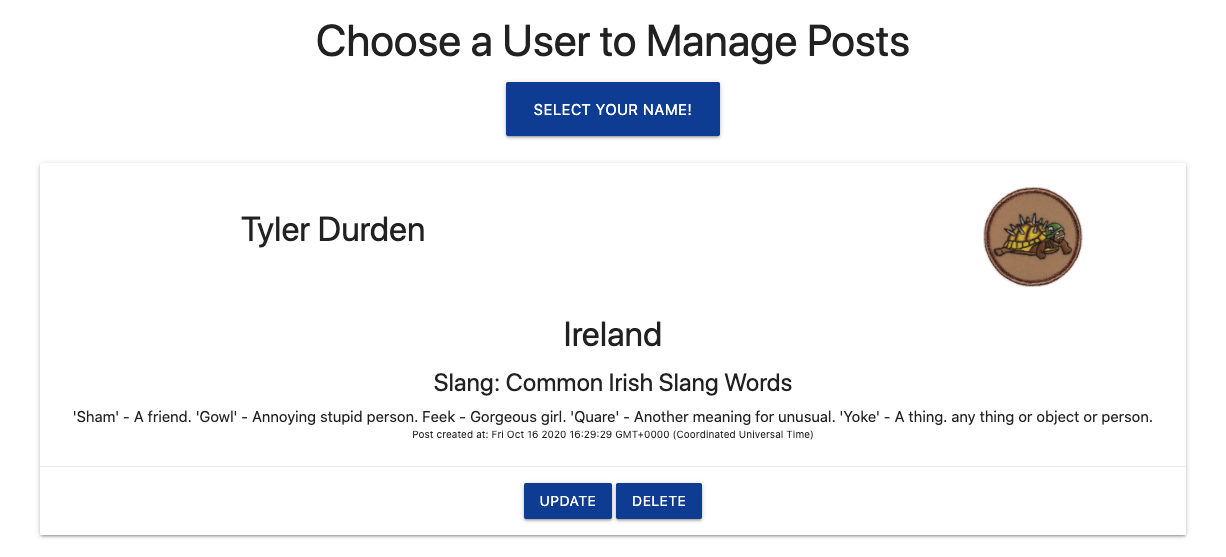 Choose a User to Manage Posts
SELECT YOUR NAME!
Tyler Durden
Ireland
Slang: Common Irish Slang Words
'Sham' - A friend. 'Gowl' - Annoying stupid person. Feek - Gorgeous girl. 'Quare' - Another meaning for unusual. 'Yoke' - A thing. any thing or object or person.
Post created at: Fri Oct 16 2020 16:29:29 GMT+0000 (Coordinated Universal Time)
UPDATE DELETE